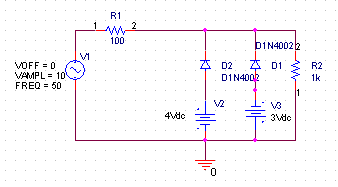 R1
1 2
100
V1
VOFF = 0
VAMPL = 10
FREQ = 50
D1N4002 2
D2 D1 R2
D1N4002 1k
1
V2 V3
4Vdc 3Vdc
0